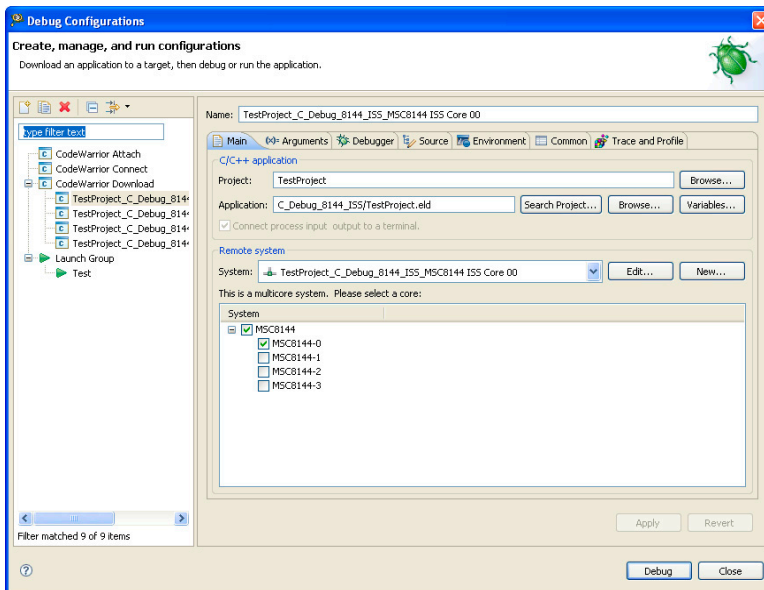 Debug Configurations
Create, manage, and run configurations
Download an application to a target, then debug or run the application.
type filter text
CodeWarrior Attach
CodeWarrior Connect
CodeWarrior Download
TestProject_C_Debug_814
TestProject_C_Debug_814
TestProject_C_Debug_814
TestProject_C_Debug_814
Launch Group
Test
Filter matched 9 of 9 items
Name: TestProject_C_Debug_8144_ISS_MSC8144 ISS Core 00
Main (x)= Arguments Debugger Source Environment Common Trace and Profile
C/C++ application
Project: TestProject Browse...
Application: C_Debug_8144_ISS/TestProject.eld Search Project... Browse... Variables...
Connect process input output to a terminal.
Remote system
System: TestProject_C_Debug_8144_ISS_MSC8144 ISS Core 00 Edit... New...
This is a multicore system. Please select a core:
System
MSC8144
MSC8144-0
MSC8144-1
MSC8144-2
MSC8144-3
Apply Revert
Debug Close